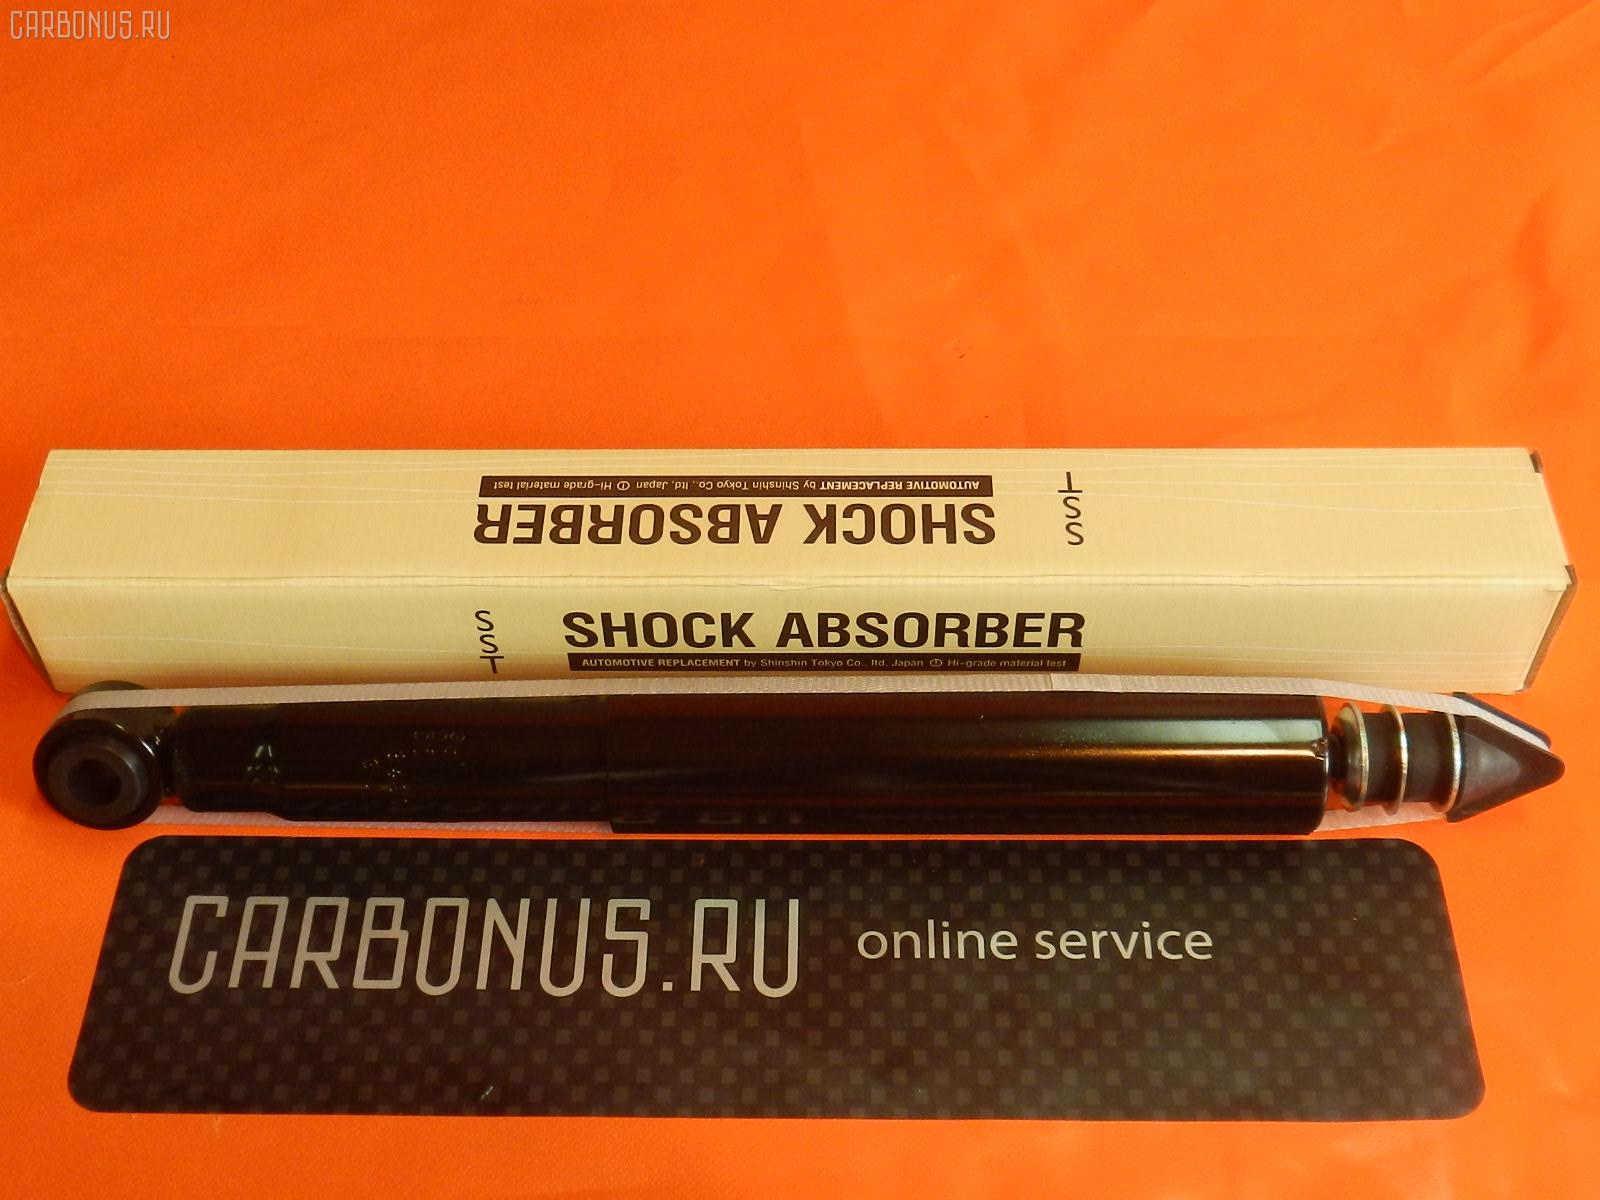 CARBONUS.RU
AUTOMOTIVE REPLACEMENT by Shinshin Tokyo Co., ltd. Japan Hi-grade material test
SHOCK ABSORBER
SST
SST
SHOCK ABSORBER
AUTOMOTIVE REPLACEMENT by Shinshin Tokyo Co., ltd. Japan Hi-grade material test
CARBONUS.RU online service